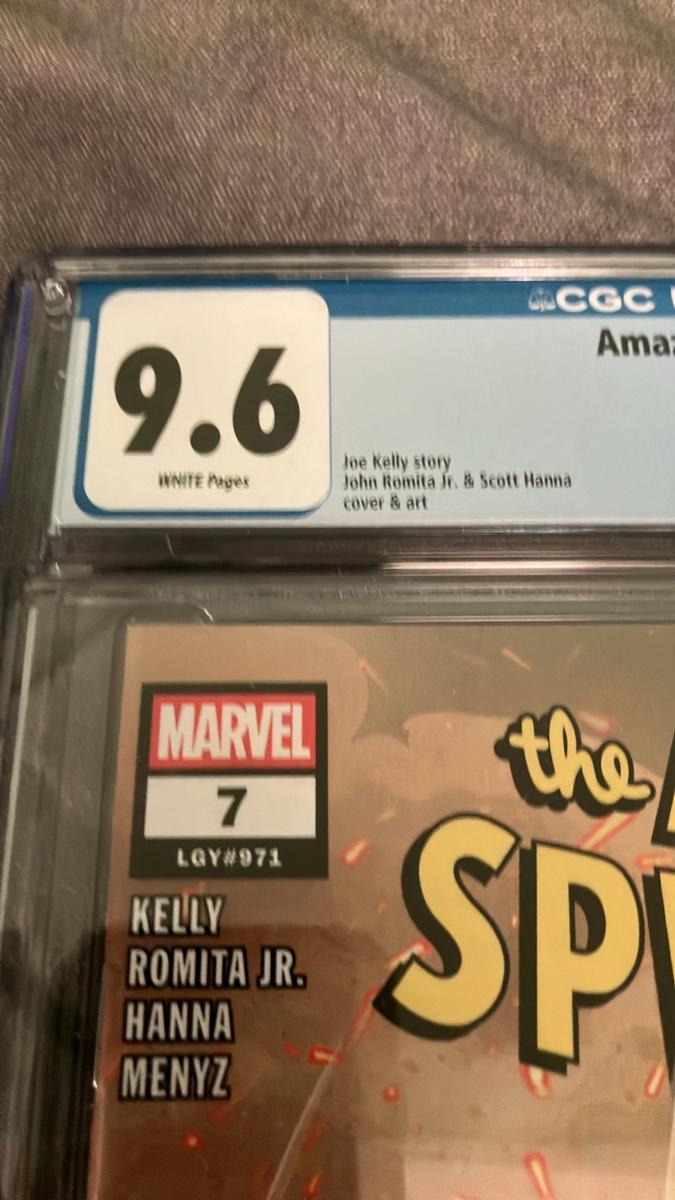 CGC
Amaz
9.6
WHITE Pages
Joe Kelly story
John Romita Jr. & Scott Hanna
cover & art
MARVEL
7
LGY#971
KELLY
ROMITA JR.
HANNA
MENYZ
the
SP